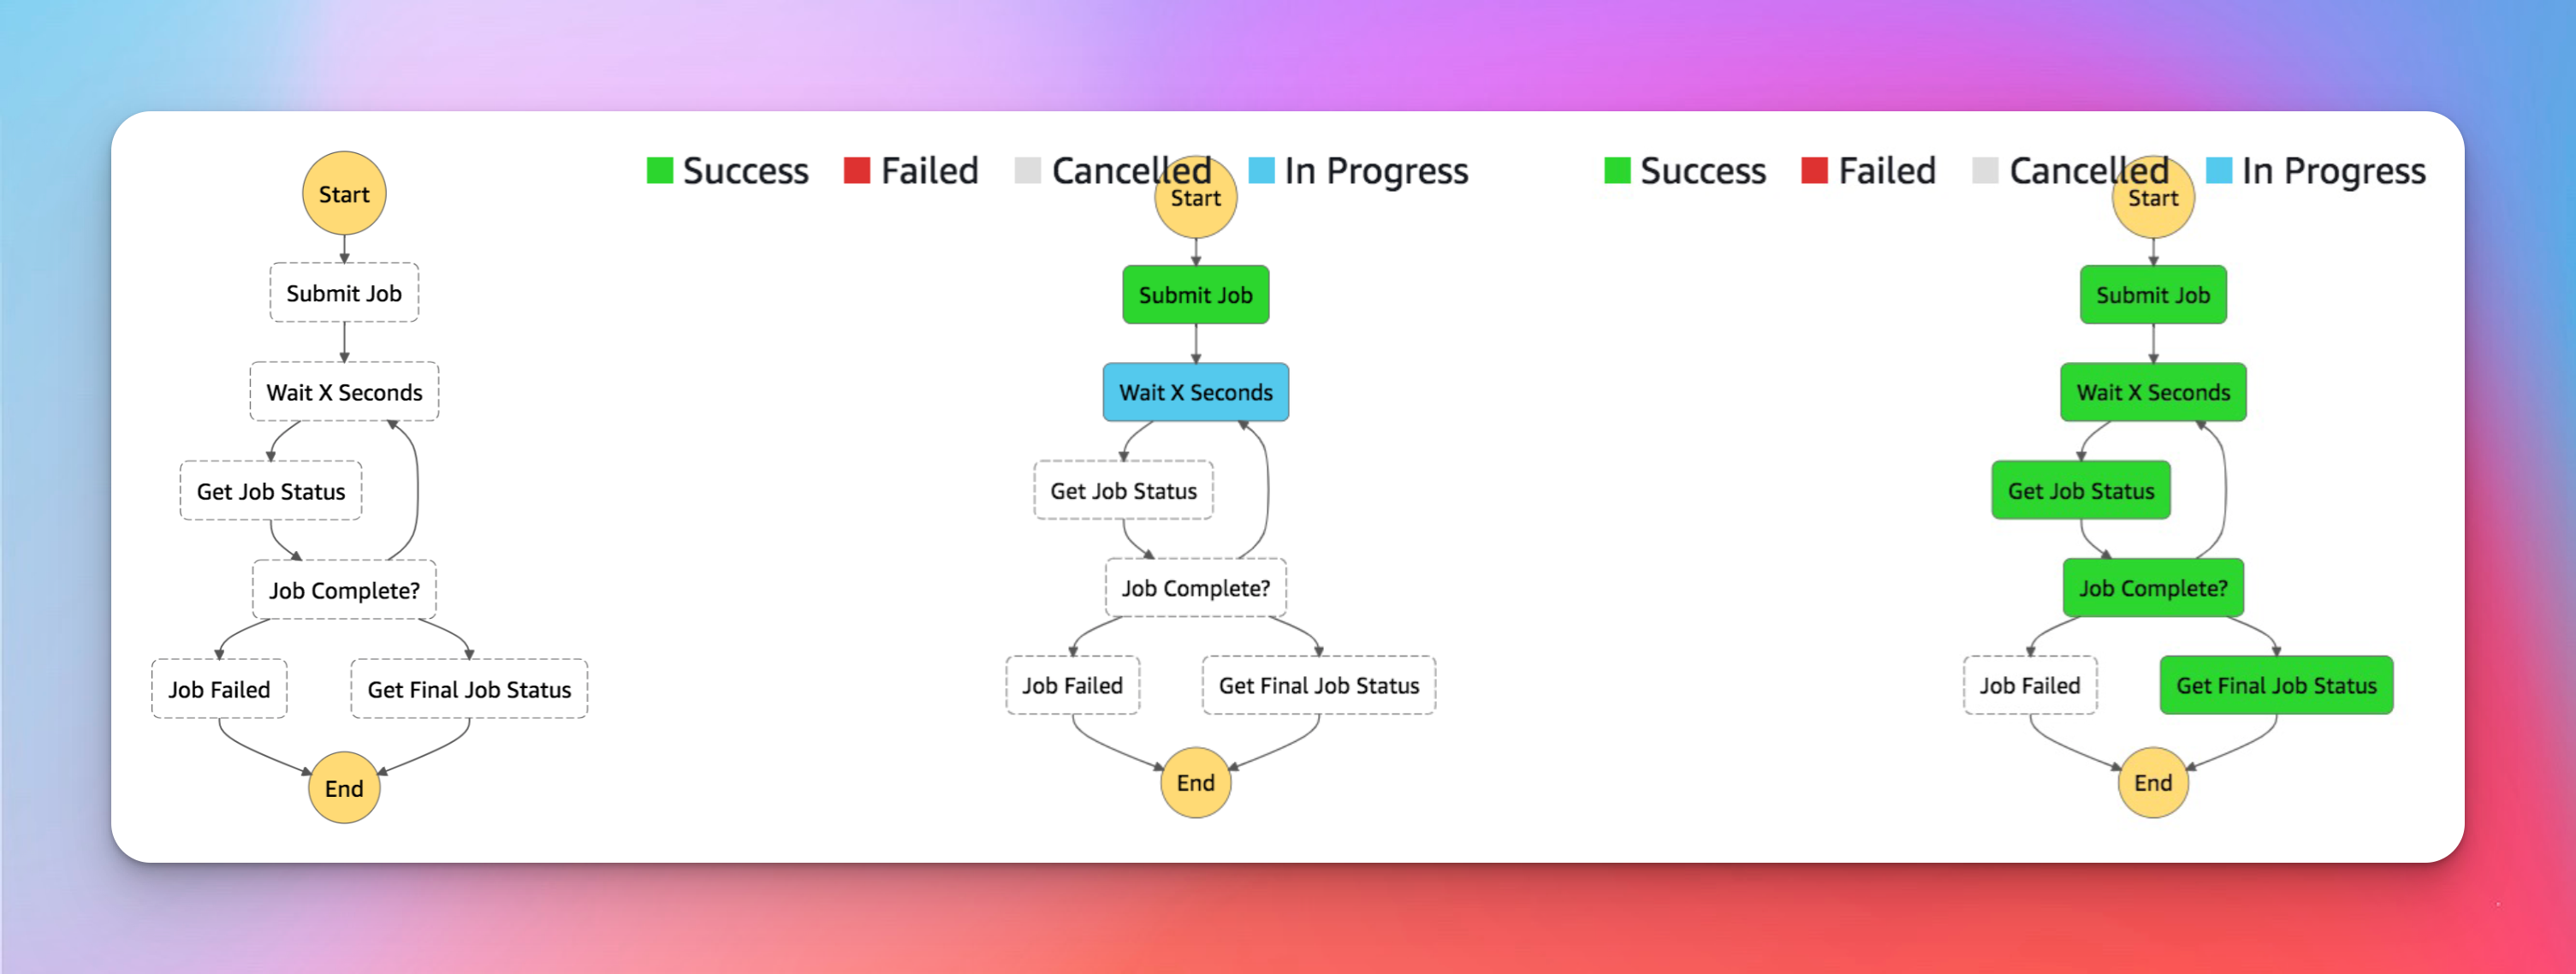 Start
Submit Job
Wait X Seconds
Get Job Status
Job Complete?
Job Failed
Get Final Job Status
End
Success
Failed
Cancelled
In Progress
Start
Submit Job
Wait X Seconds
Get Job Status
Job Complete?
Job Failed
Get Final Job Status
End
Success
Failed
Cancelled
In Progress
Start
Submit Job
Wait X Seconds
Get Job Status
Job Complete?
Job Failed
Get Final Job Status
End